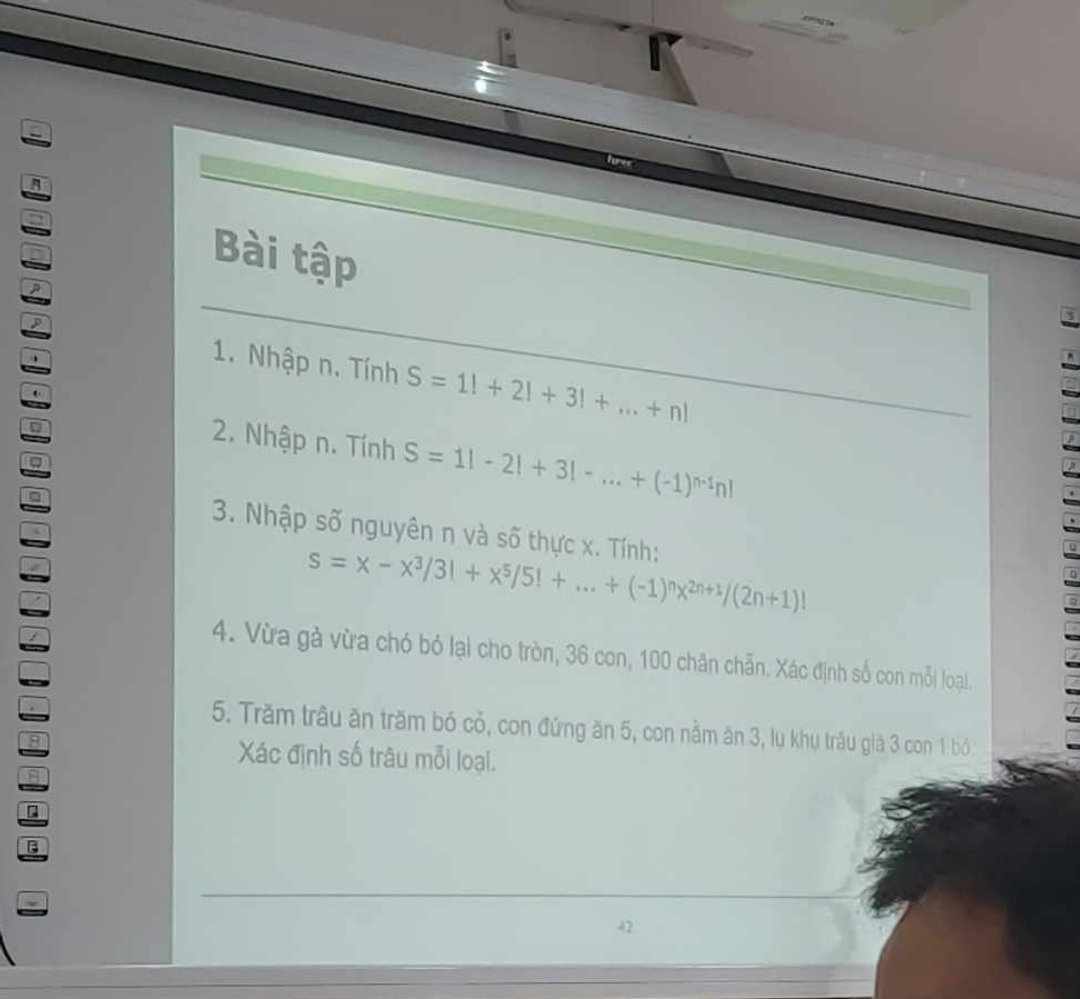 Bài tập
1. Nhập n. Tính S = 1! + 2! + 3! + ... + n!
2. Nhập n. Tính S = 1! - 2! + 3! - ... + (-1)ⁿ⁻¹n!
3. Nhập số nguyên n và số thực x. Tính:
S = x – x³/3! + x⁵/5! + ... + (-1)ⁿx²ⁿ⁺¹/(2n+1)!
4. Vừa gà vừa chó bó lại cho tròn, 36 con, 100 chân chẵn. Xác định số con mỗi loại.
5. Trăm trâu ăn trăm bó cỏ, con đứng ăn 5, con nằm ăn 3, lụ khụ trâu già 3 con 1 bó.
Xác định số trâu mỗi loại.
42